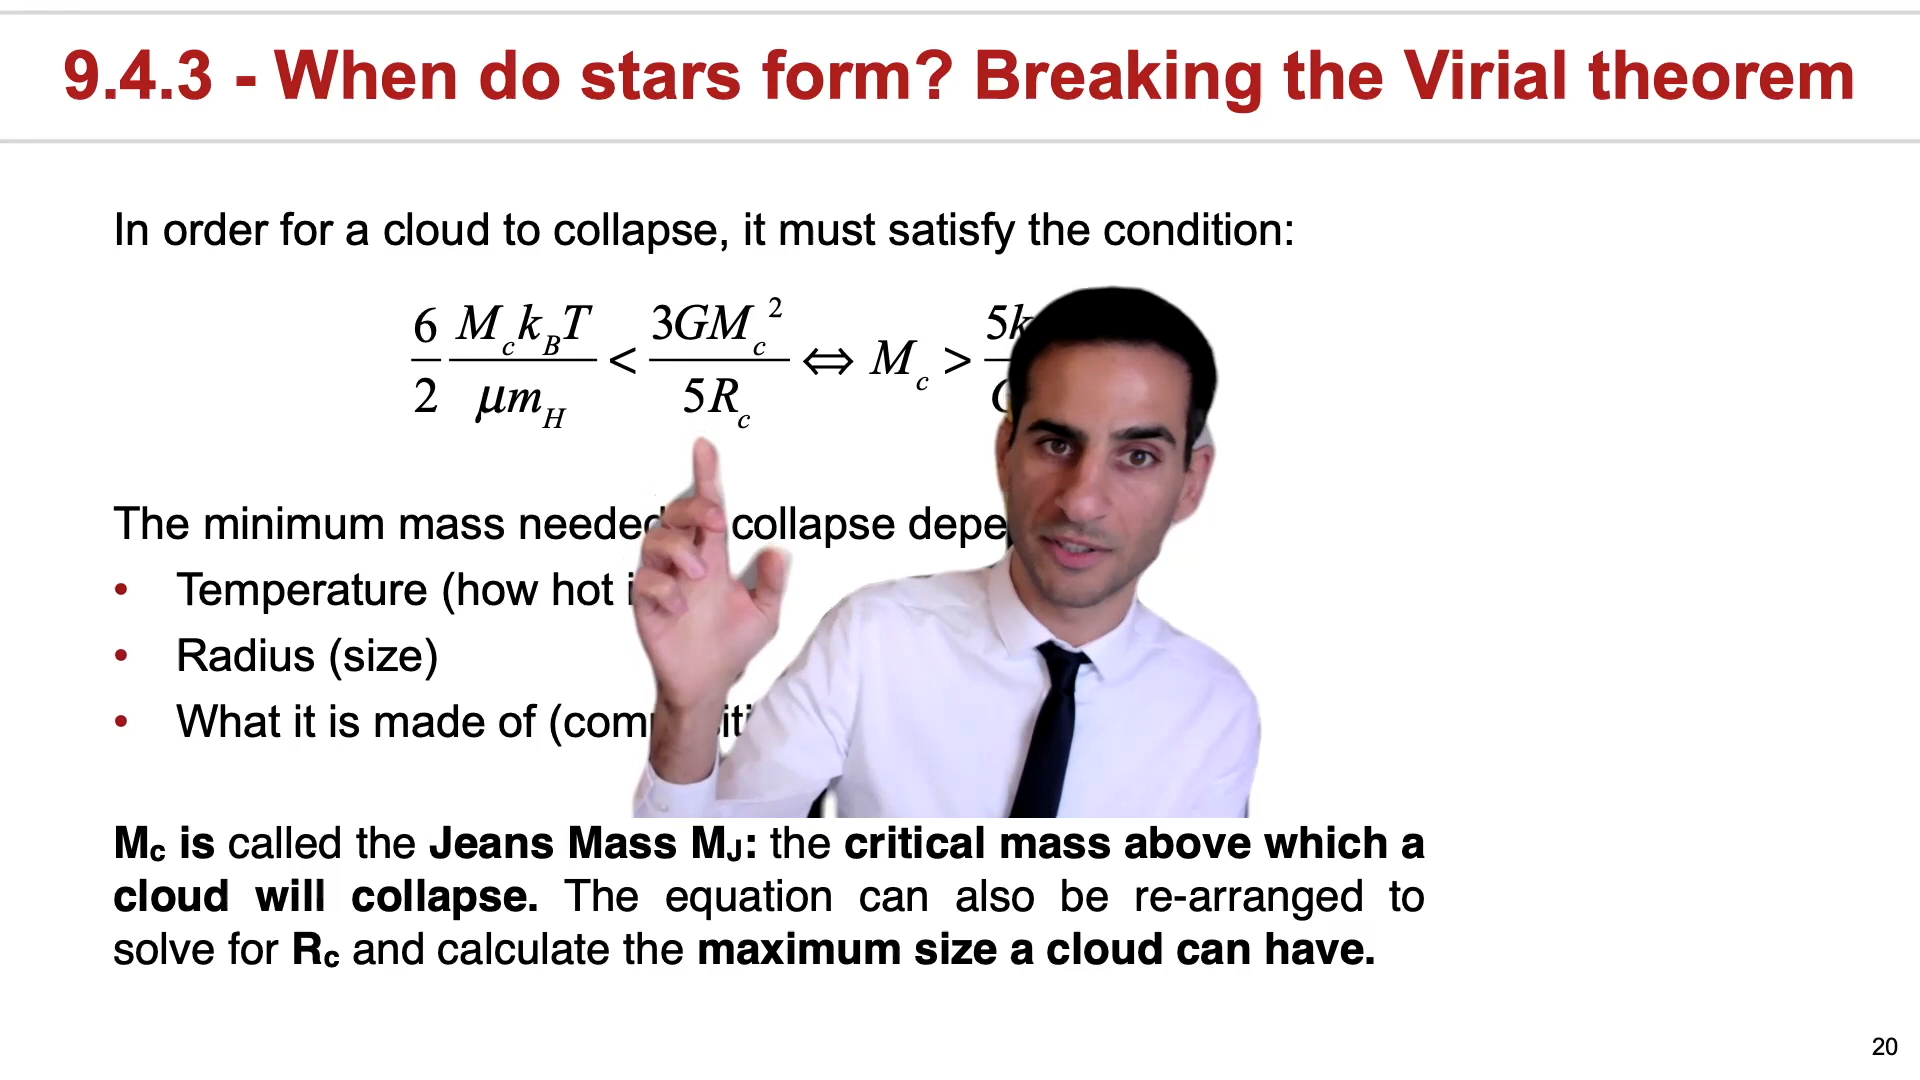 9.4.3 - When do stars form? Breaking the Virial theorem
In order for a cloud to collapse, it must satisfy the condition:
6/2 M_c k_B T / μm_H < 3GM_c² / 5R_c ⇔ M_c > 5k
The minimum mass needed collapse
• Temperature (how hot
• Radius (size)
• What it is made of
Mc is called the Jeans Mass MJ: the critical mass above which a
cloud will collapse. The equation can also be re-arranged to
solve for Rc and calculate the maximum size a cloud can have.
20